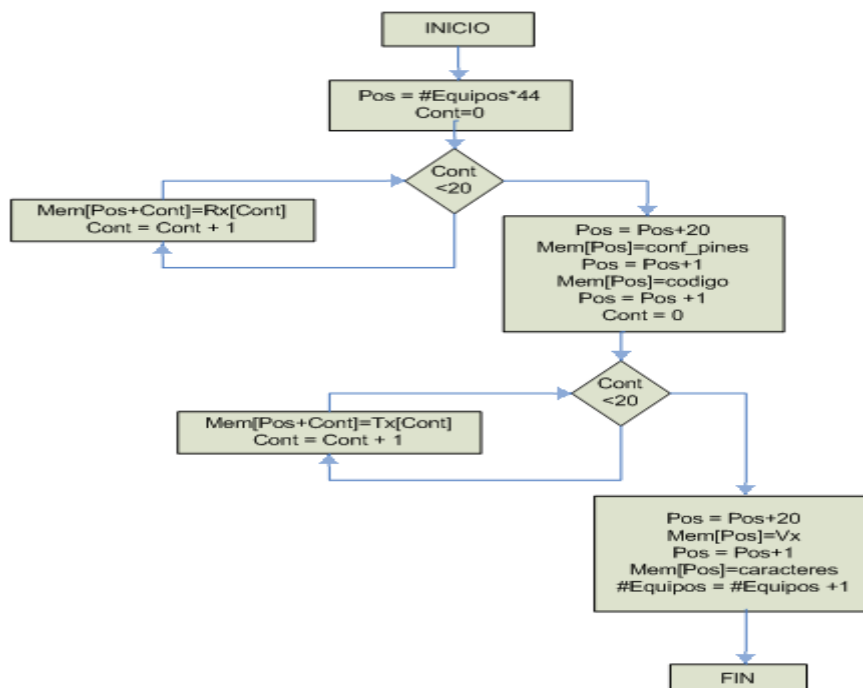 INICIO
Pos = #Equipos*44
Cont=0
Cont
<20
Mem[Pos+Cont]=Rx[Cont]
Cont = Cont + 1
Pos = Pos+20
Mem[Pos]=conf_pines
Pos = Pos+1
Mem[Pos]=codigo
Pos = Pos +1
Cont = 0
Cont
<20
Mem[Pos+Cont]=Tx[Cont]
Cont = Cont + 1
Pos = Pos+20
Mem[Pos]=Vx
Pos = Pos+1
Mem[Pos]=caracteres
#Equipos = #Equipos +1
FIN